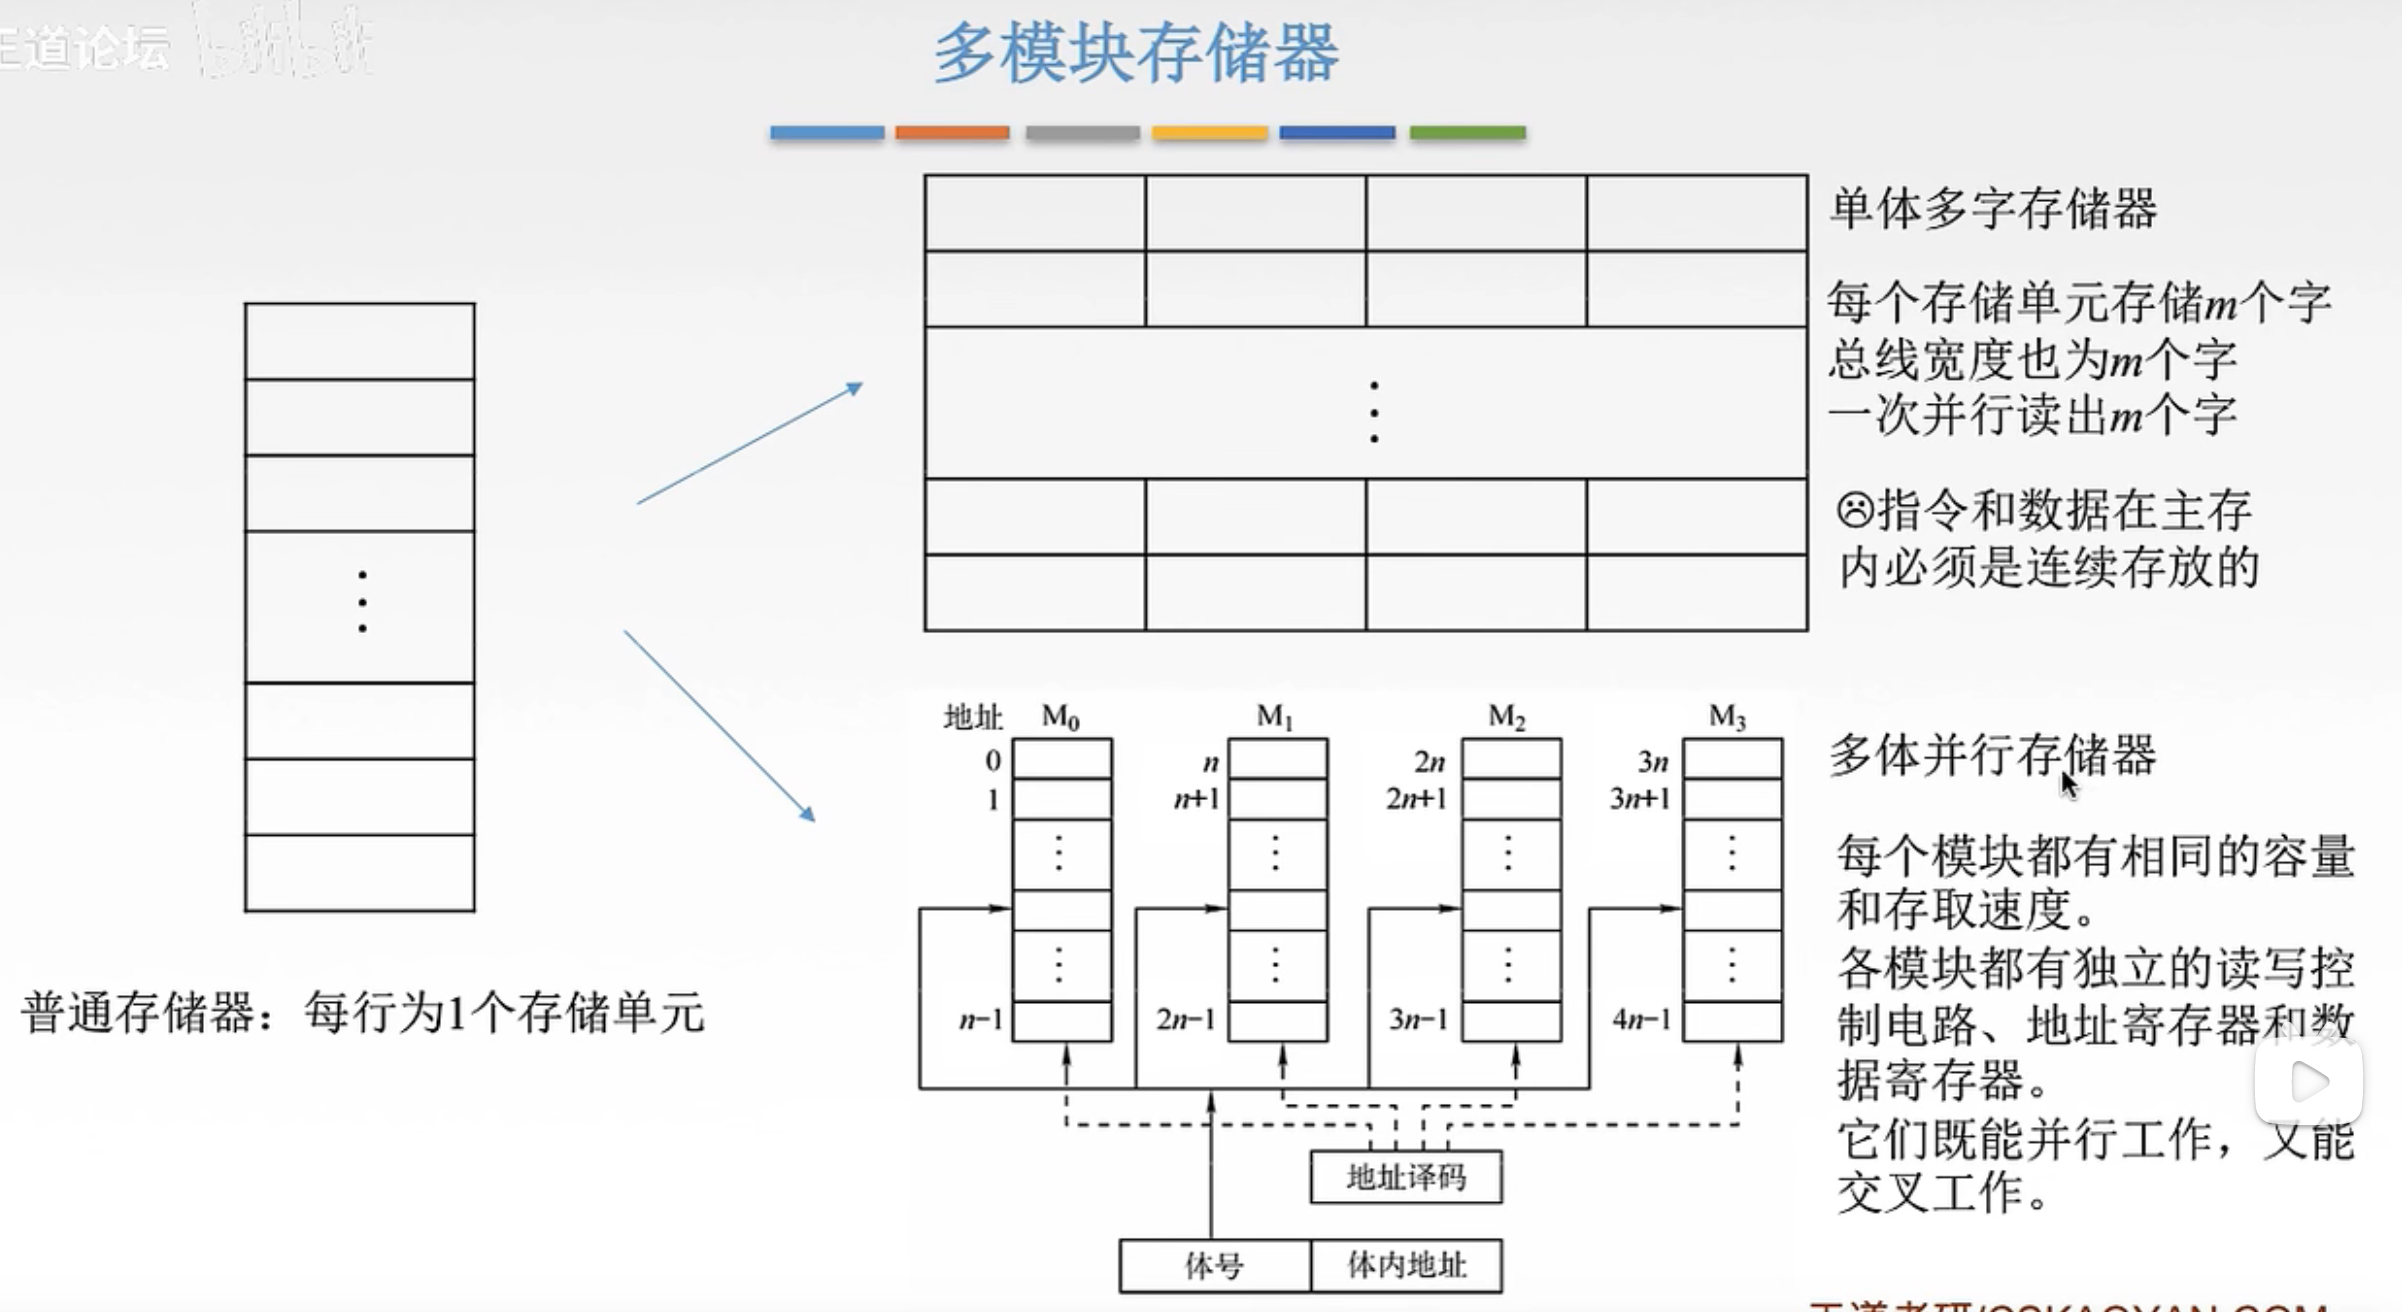 王道论坛 bilibili
多模块存储器
单体多字存储器
每个存储单元存储m个字
总线宽度也为m个字
一次并行读出m个字
☹指令和数据在主存
内必须是连续存放的
普通存储器：每行为1个存储单元
地址 M₀ M₁ M₂ M₃
0 n 2n 3n
1 n+1 2n+1 3n+1
n−1 2n−1 3n−1 4n−1
地址译码
体号 体内地址
多体并行存储器
每个模块都有相同的容量
和存取速度。
各模块都有独立的读写控
制电路、地址寄存器和数
据寄存器。
它们既能并行工作，又能
交叉工作。
王道考研/CSKAOYAN.COM